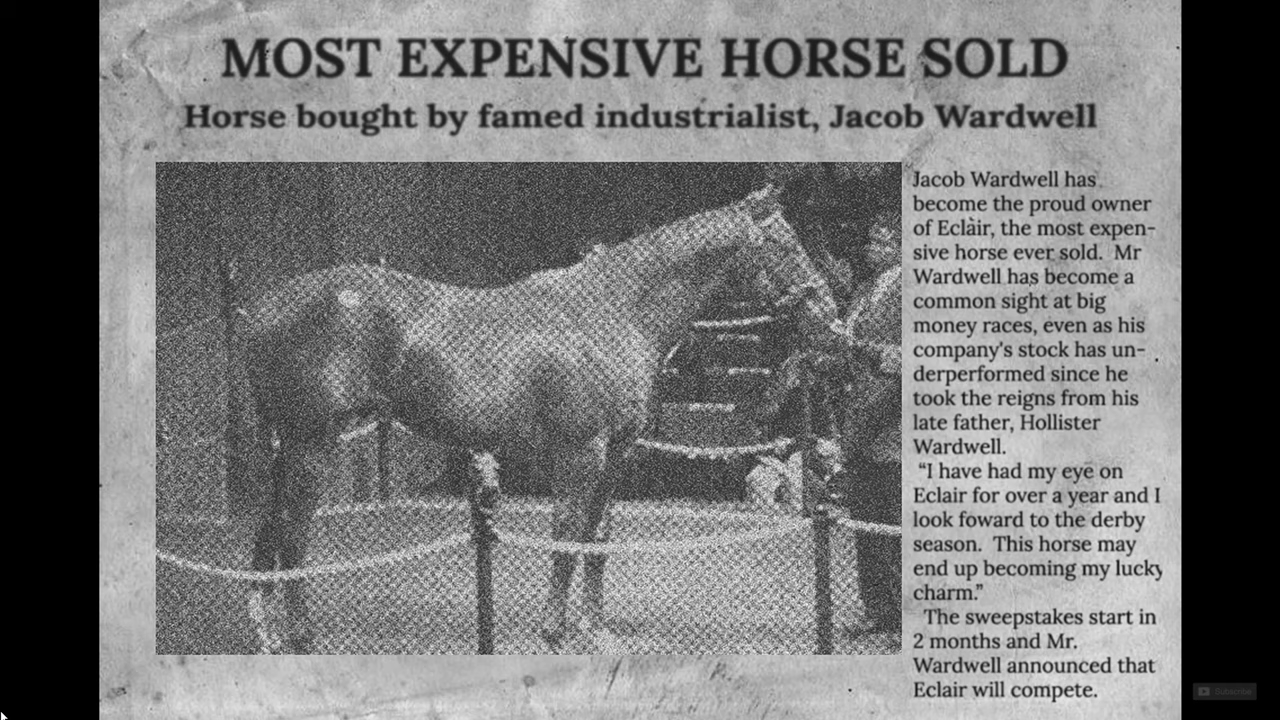 MOST EXPENSIVE HORSE SOLD
Horse bought by famed industrialist, Jacob Wardwell
Jacob Wardwell has
become the proud owner
of Eclair, the most expen-
sive horse ever sold.  Mr
Wardwell has become a
common sight at big
money races, even as his
company's stock has un-
derperformed since he
took the reigns from his
late father, Hollister
Wardwell.
“I have had my eye on
Eclair for over a year and I
look foward to the derby
season.  This horse may
end up becoming my lucky
charm.”
The sweepstakes start in
2 months and Mr.
Wardwell announced that
Eclair will compete.
Subscribe